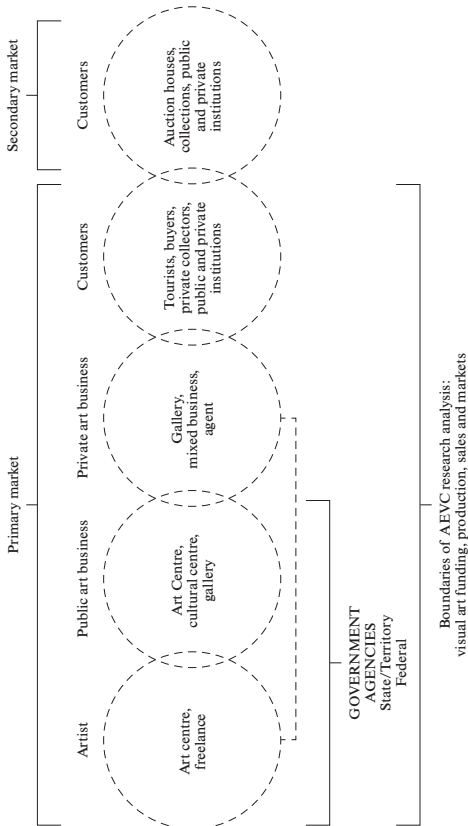 Primary market
Secondary market
Artist
Public art business
Private art business
Customers
Customers
Art centre,
freelance
Art Centre,
cultural centre,
gallery
Gallery,
mixed business,
agent
Tourists, buyers,
private collectors,
public and private
institutions
Auction houses,
collections, public
and private
institutions
GOVERNMENT
AGENCIES
State/Territory
Federal
Boundaries of AEVC research analysis:
visual art funding, production, sales and markets